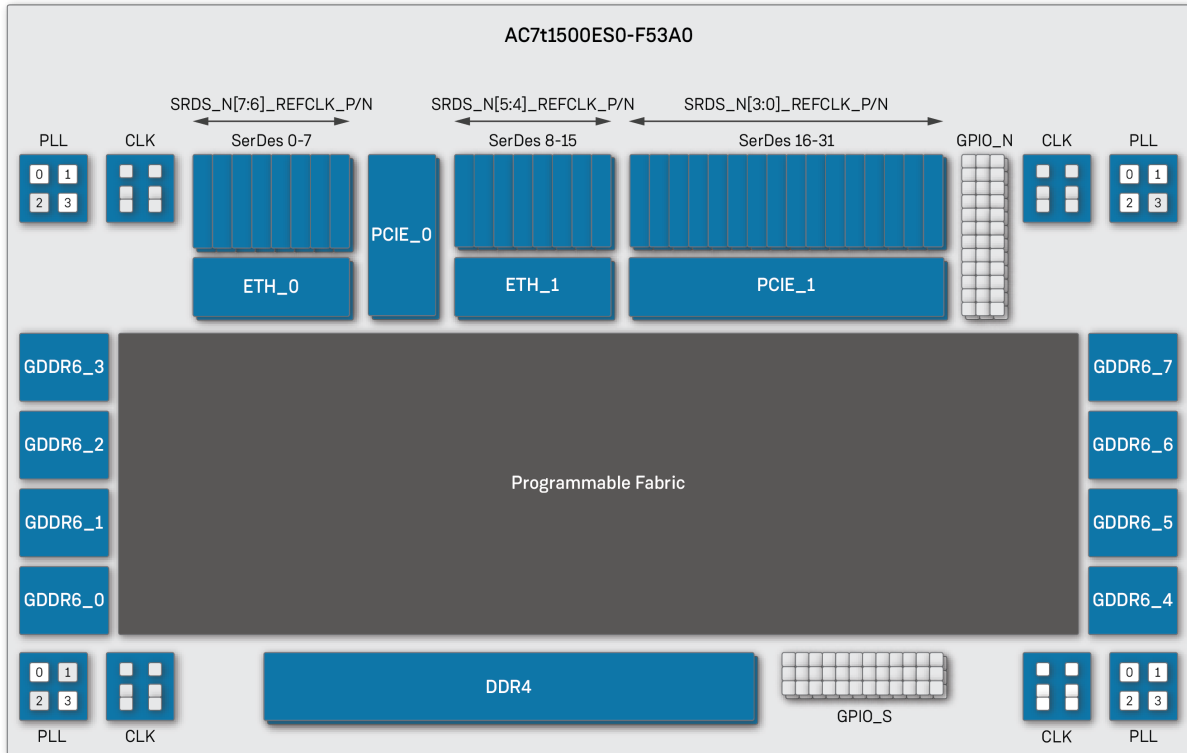 AC7t1500ES0-F53A0
SRDS_N[7:6]_REFCLK_P/N
SRDS_N[5:4]_REFCLK_P/N
SRDS_N[3:0]_REFCLK_P/N
PLL
CLK
SerDes 0-7
SerDes 8-15
SerDes 16-31
GPIO_N
CLK
PLL
0 1
2 3
0 1
2 3
PCIE_0
ETH_0
ETH_1
PCIE_1
GDDR6_3
GDDR6_7
GDDR6_2
GDDR6_6
Programmable Fabric
GDDR6_1
GDDR6_5
GDDR6_0
GDDR6_4
0 1
2 3
DDR4
0 1
2 3
GPIO_S
PLL
CLK
CLK
PLL